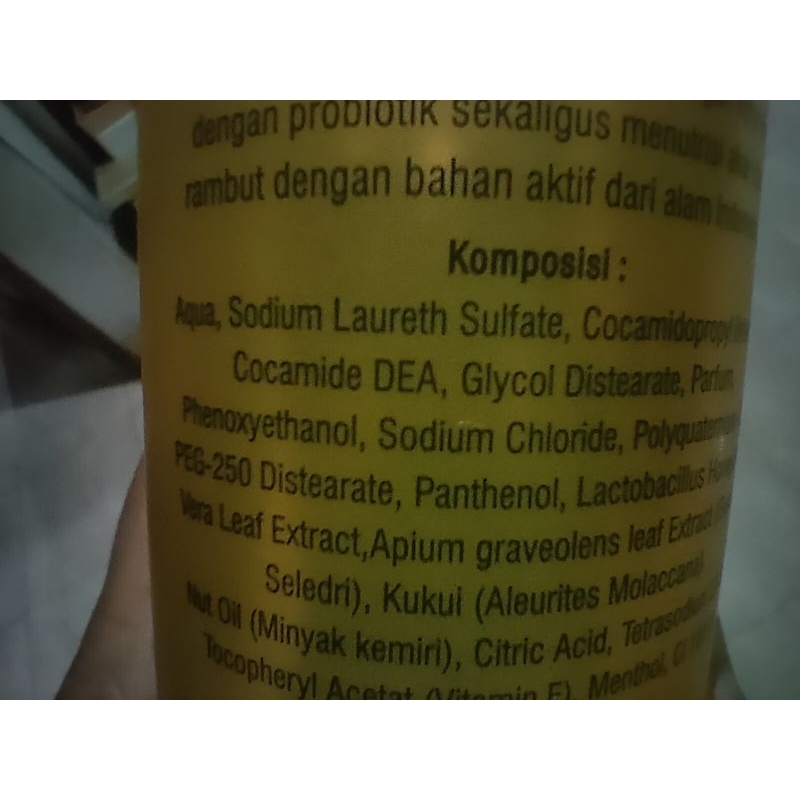 dengan probiotik sekaligus menutrisi
rambut dengan bahan aktif dari alam
Komposisi :
Aqua, Sodium Laureth Sulfate, Cocamidopropyl
Cocamide DEA, Glycol Distearate, Parfum,
Phenoxyethanol, Sodium Chloride,
PEG-250 Distearate, Panthenol, Lactobacillus
Vera Leaf Extract,Apium graveolens leaf Extract
Seledri), Kukui (Aleurites Molaccana)
Nut Oil (Minyak kemiri), Citric Acid,
Tocopheryl Acetat (Vitamin E), Menthol,